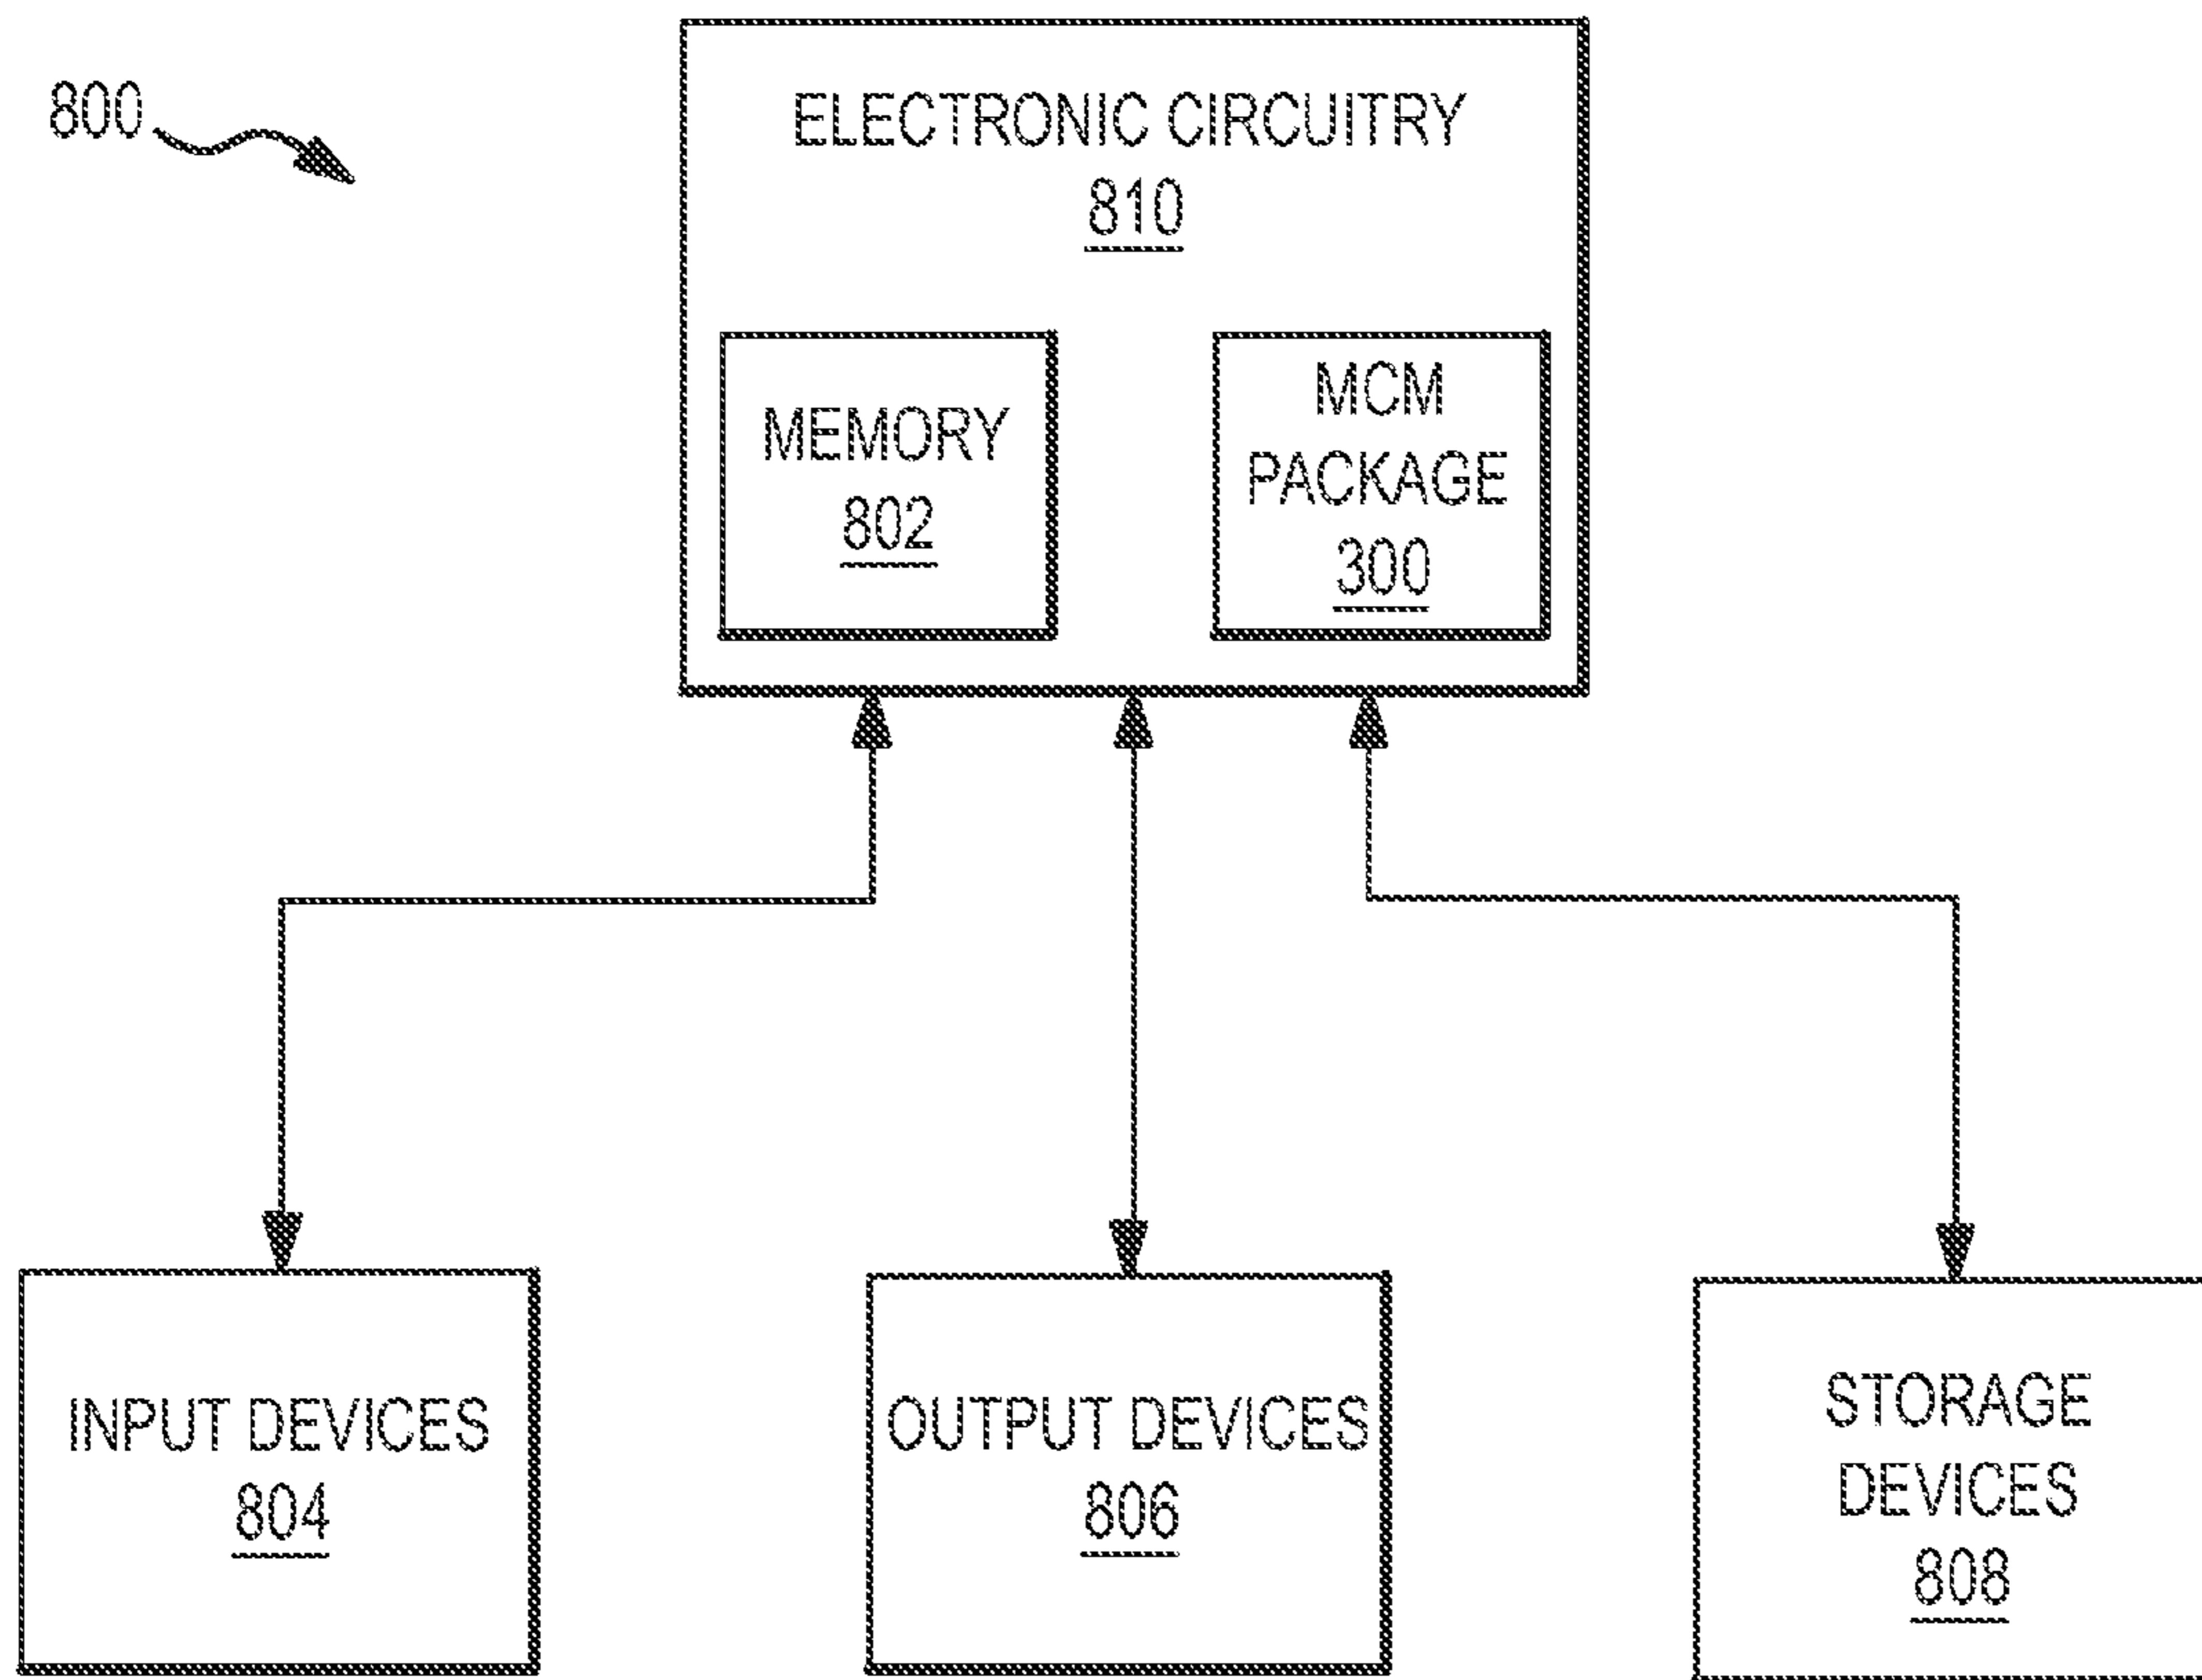 800
ELECTRONIC CIRCUITRY
810
MEMORY
802
MCM
PACKAGE
300
INPUT DEVICES
804
OUTPUT DEVICES
806
STORAGE
DEVICES
808